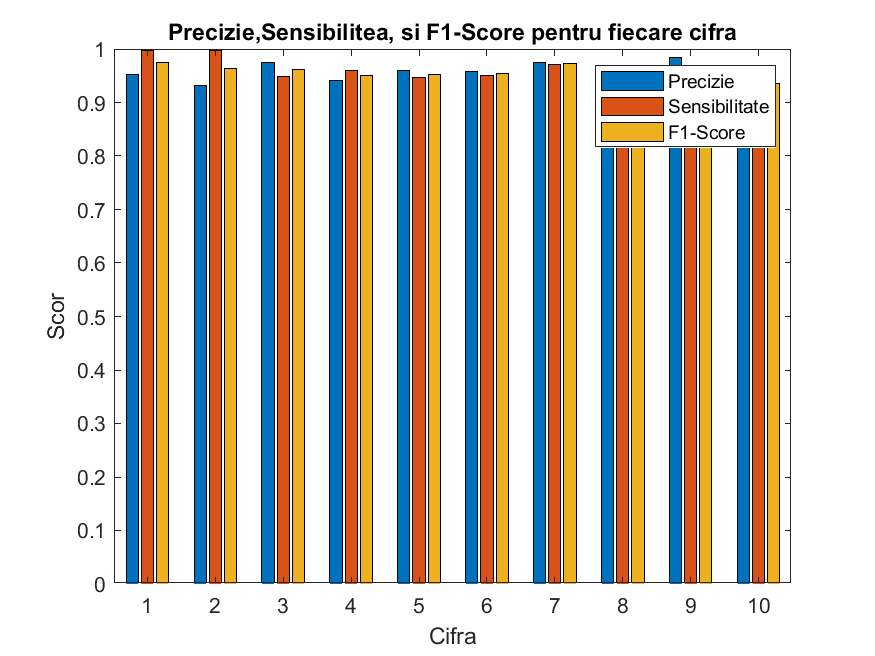 Precizie,Sensibilitea, si F1-Score pentru fiecare cifra
1
0.9
0.8
0.7
0.6
0.5
0.4
0.3
0.2
0.1
0
Scor
Precizie
Sensibilitate
F1-Score
1 2 3 4 5 6 7 8 9 10
Cifra